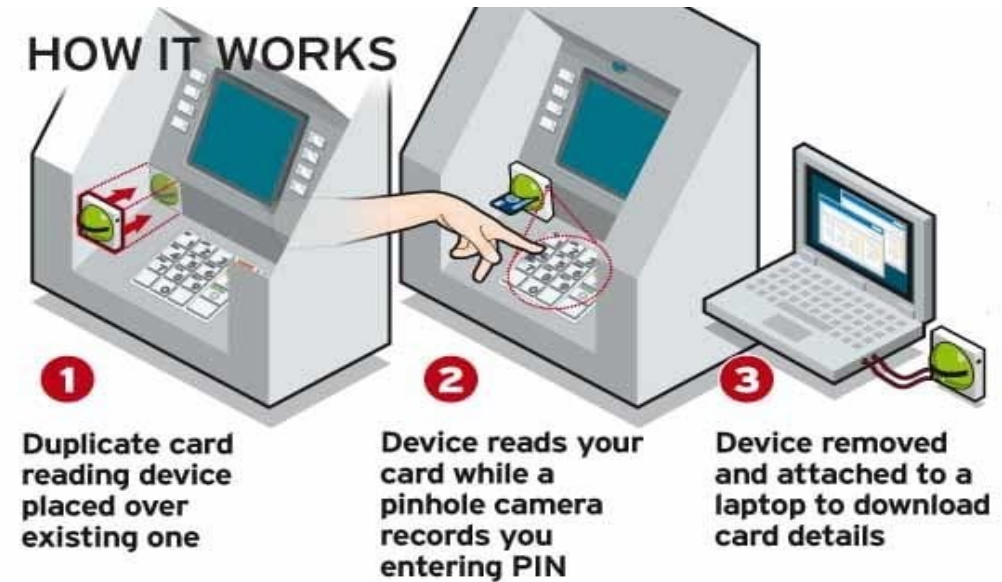 HOW IT WORKS
1
Duplicate card
reading device
placed over
existing one
2
Device reads your
card while a
pinhole camera
records you
entering PIN
3
Device removed
and attached to a
laptop to download
card details